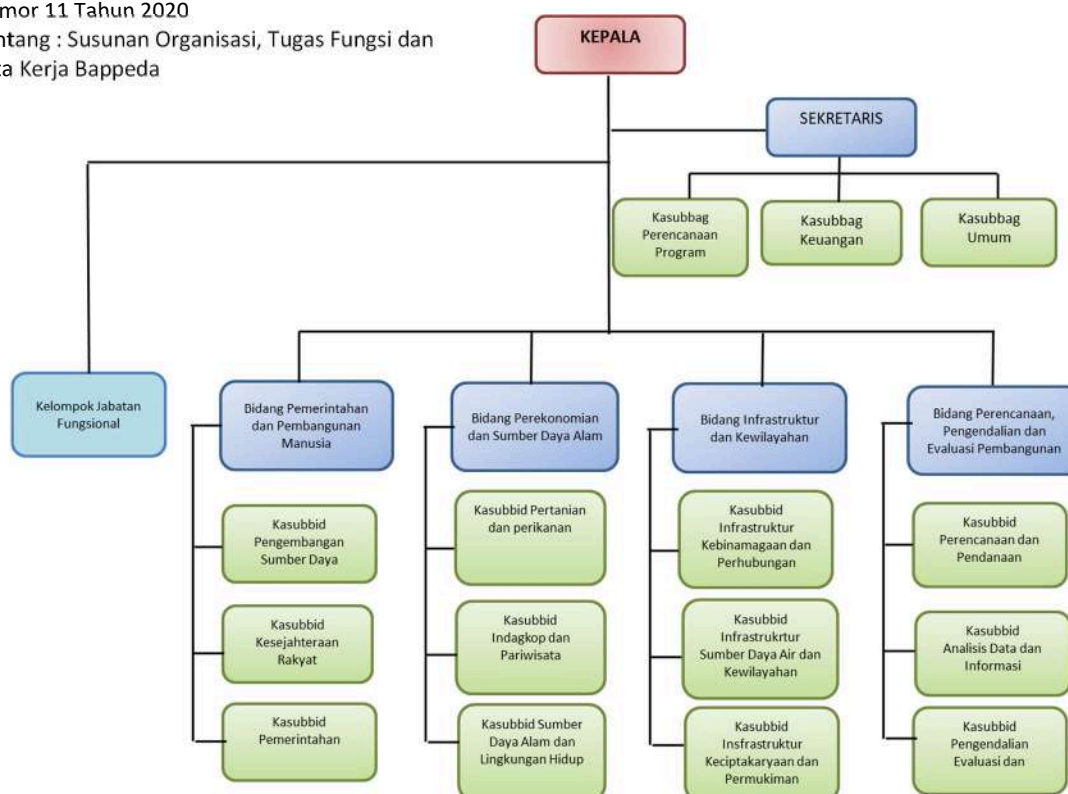 mor 11 Tahun 2020
ntang : Susunan Organisasi, Tugas Fungsi dan
ta Kerja Bappeda
KEPALA
SEKRETARIS
Kasubbag
Perencanaan
Program
Kasubbag
Keuangan
Kasubbag
Umum
Kelompok Jabatan
Fungsional
Bidang Pemerintahan
dan Pembangunan
Manusia
Bidang Perekonomian
dan Sumber Daya Alam
Bidang Infrastruktur
dan Kewilayahan
Bidang Perencanaan,
Pengendalian dan
Evaluasi Pembangunan
Kasubbid
Pengembangan
Sumber Daya
Kasubbid Pertanian
dan perikanan
Kasubbid
Infrastruktur
Kebinamagaan dan
Perhubungan
Kasubbid
Perencanaan dan
Pendanaan
Kasubbid
Kesejahteraan
Rakyat
Kasubbid
Indagkop dan
Pariwisata
Kasubbid
Infrastrukrtur
Sumber Daya Air dan
Kewilayahan
Kasubbid
Analisis Data dan
Informasi
Kasubbid
Pemerintahan
Kasubbid Sumber
Daya Alam dan
Lingkungan Hidup
Kasubbid
Insfrastruktur
Keciptakaryaan dan
Permukiman
Kasubbid
Pengendalian
Evaluasi dan